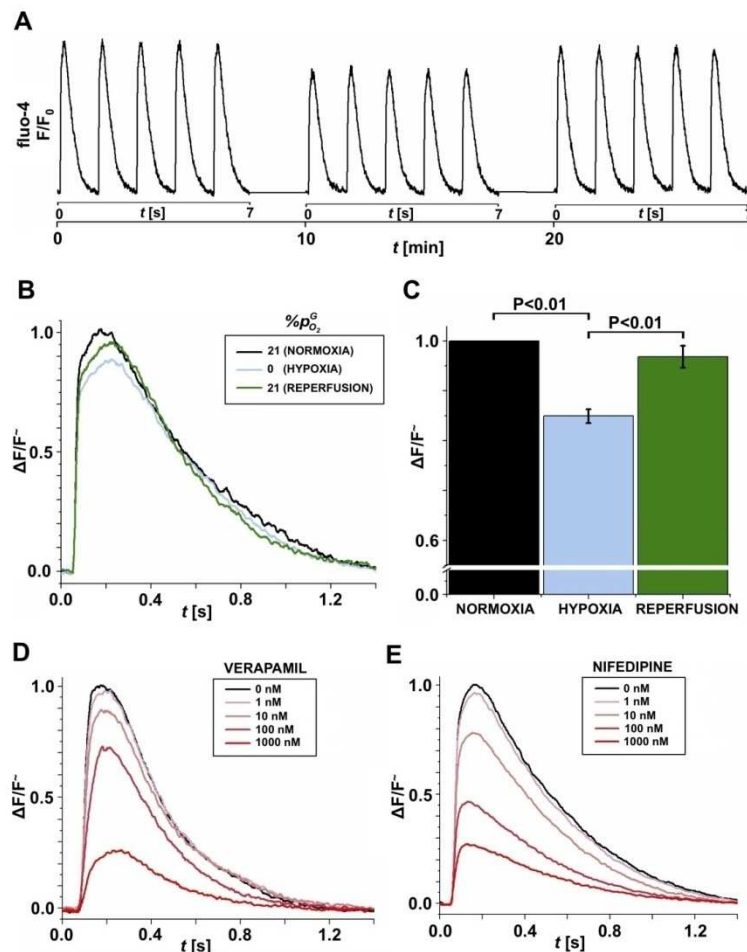 A
fluo-4
F/F0
0 t [s] 7 0 t [s] 7 0 t [s] 7
0 10 20
t [min]
B
%pGO2
21 (NORMOXIA)
0 (HYPOXIA)
21 (REPERFUSION)
1.0
0.5
0.0
ΔF/F~
0.0 0.4 0.8 1.2
t [s]
C
P<0.01
P<0.01
1.0
0.6
0.0
ΔF/F~
NORMOXIA HYPOXIA REPERFUSION
D
VERAPAMIL
0 nM
1 nM
10 nM
100 nM
1000 nM
1.0
0.5
0.0
ΔF/F~
0.0 0.4 0.8 1.2
t [s]
E
NIFEDIPINE
0 nM
1 nM
10 nM
100 nM
1000 nM
1.0
0.5
0.0
ΔF/F~
0.0 0.4 0.8 1.2
t [s]